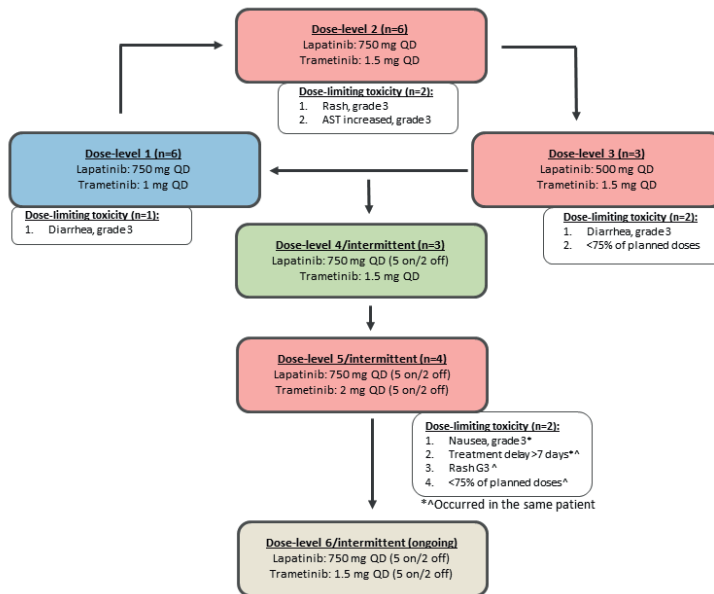 Dose-level 2 (n=6)
Lapatinib: 750 mg QD
Trametinib: 1.5 mg QD
Dose-limiting toxicity (n=2):
1. Rash, grade 3
2. AST increased, grade 3
Dose-level 1 (n=6)
Lapatinib: 750 mg QD
Trametinib: 1 mg QD
Dose-limiting toxicity (n=1):
1. Diarrhea, grade 3
Dose-level 3 (n=3)
Lapatinib: 500 mg QD
Trametinib: 1.5 mg QD
Dose-limiting toxicity (n=2):
1. Diarrhea, grade 3
2. <75% of planned doses
Dose-level 4/intermittent (n=3)
Lapatinib: 750 mg QD (5 on/2 off)
Trametinib: 1.5 mg QD
Dose-level 5/intermittent (n=4)
Lapatinib: 750 mg QD (5 on/2 off)
Trametinib: 2 mg QD (5 on/2 off)
Dose-limiting toxicity (n=2):
1. Nausea, grade 3*
2. Treatment delay >7 days*^
3. Rash G3 ^
4. <75% of planned doses^
*^Occurred in the same patient
Dose-level 6/intermittent (ongoing)
Lapatinib: 750 mg QD (5 on/2 off)
Trametinib: 1.5 mg QD (5 on/2 off)